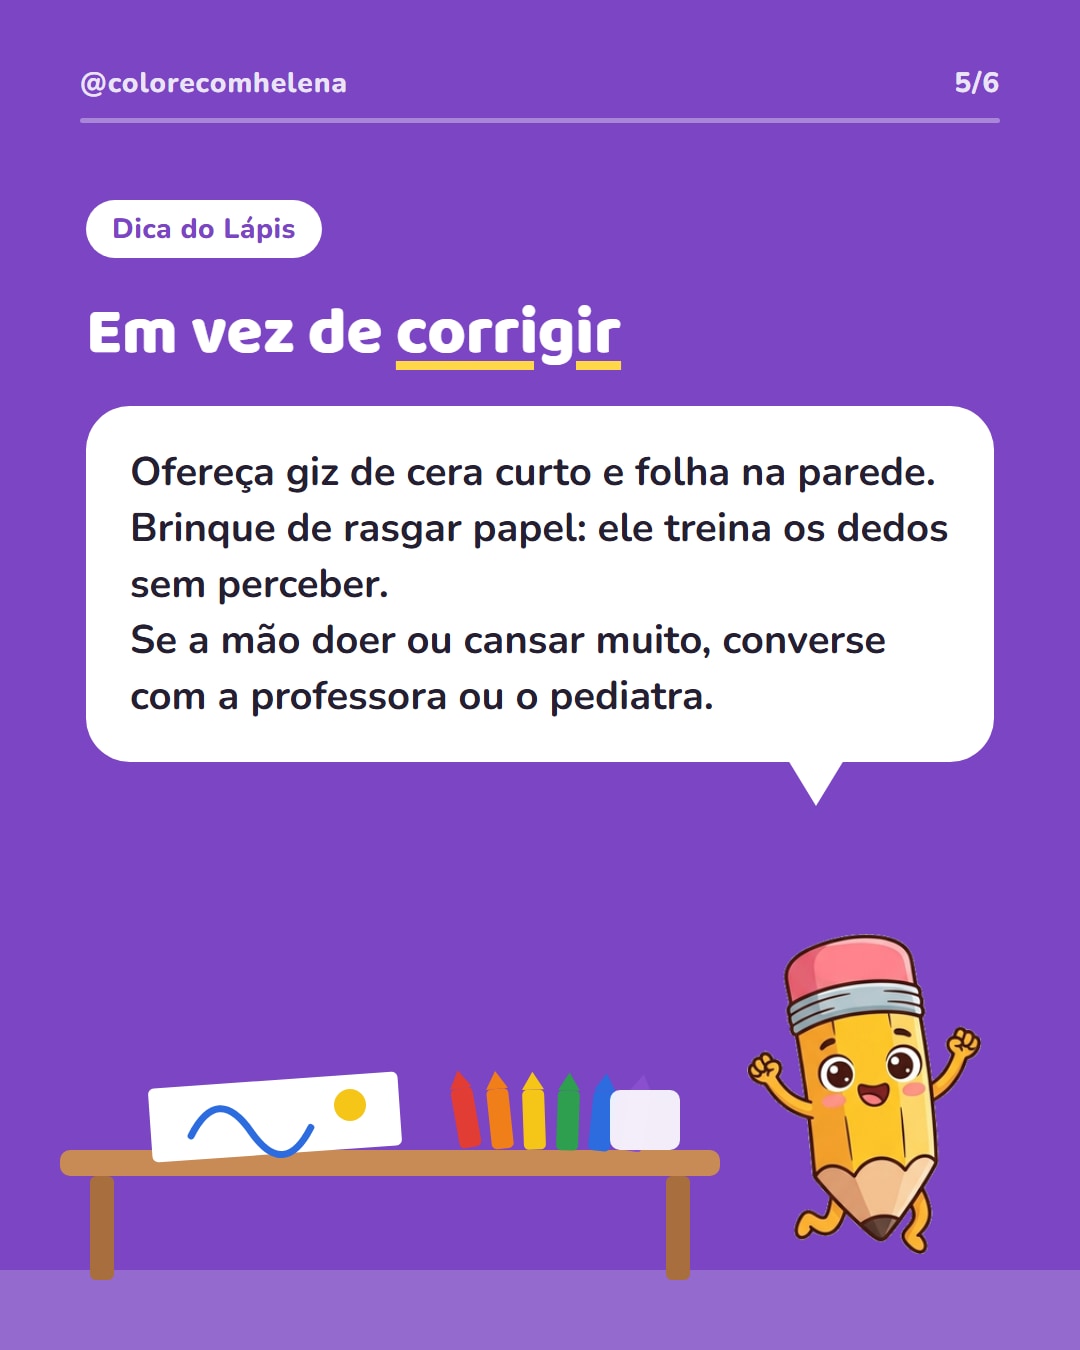 @colorecomhelena
5/6
Dica do Lápis
Em vez de corrigir
Ofereça giz de cera curto e folha na parede.
Brinque de rasgar papel: ele treina os dedos
sem perceber.
Se a mão doer ou cansar muito, converse
com a professora ou o pediatra.